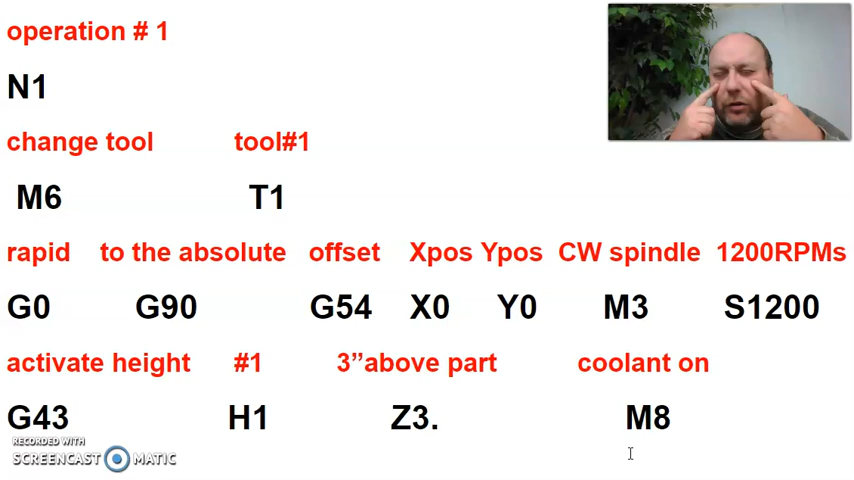 operation # 1
N1
change tool tool#1
M6 T1
rapid to the absolute offset Xpos Ypos CW spindle 1200RPMs
G0 G90 G54 X0 Y0 M3 S1200
activate height #1 3”above part coolant on
G43 H1 Z3. M8
RECORDED WITH
SCREENCAST MATIC